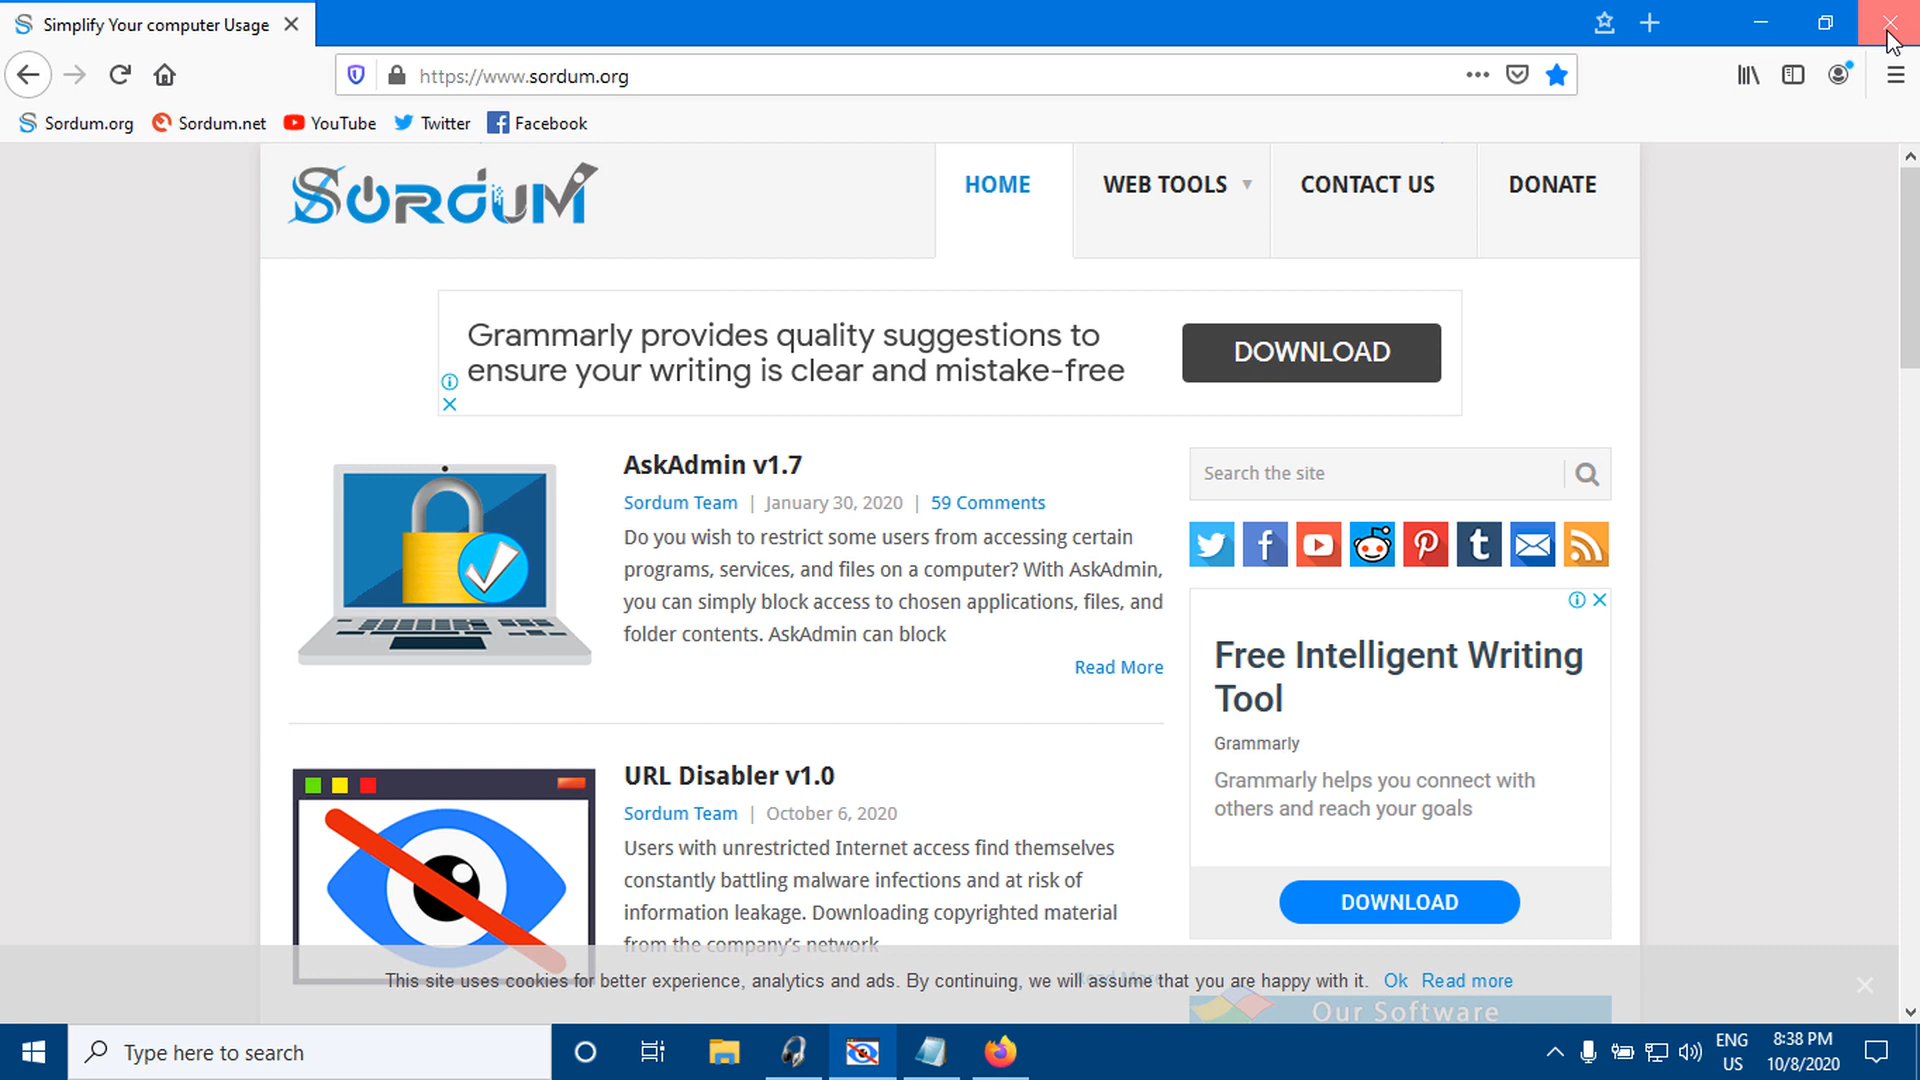 Simplify Your computer Usage
https://www.sordum.org
Sordum.org Sordum.net YouTube Twitter Facebook
SORDUM
HOME WEB TOOLS CONTACT US DONATE
Grammarly provides quality suggestions to
ensure your writing is clear and mistake-free
DOWNLOAD
AskAdmin v1.7
Sordum Team | January 30, 2020 | 59 Comments
Do you wish to restrict some users from accessing certain
programs, services, and files on a computer? With AskAdmin,
you can simply block access to chosen applications, files, and
folder contents. AskAdmin can block
Read More
Search the site
Free Intelligent Writing
Tool
Grammarly
Grammarly helps you connect with
others and reach your goals
DOWNLOAD
URL Disabler v1.0
Sordum Team | October 6, 2020
Users with unrestricted Internet access find themselves
constantly battling malware infections and at risk of
information leakage. Downloading copyrighted material
from the company's network
Read More
This site uses cookies for better experience, analytics and ads. By continuing, we will assume that you are happy with it. Ok Read more
Our Software
Type here to search
ENG
US
8:38 PM
10/8/2020